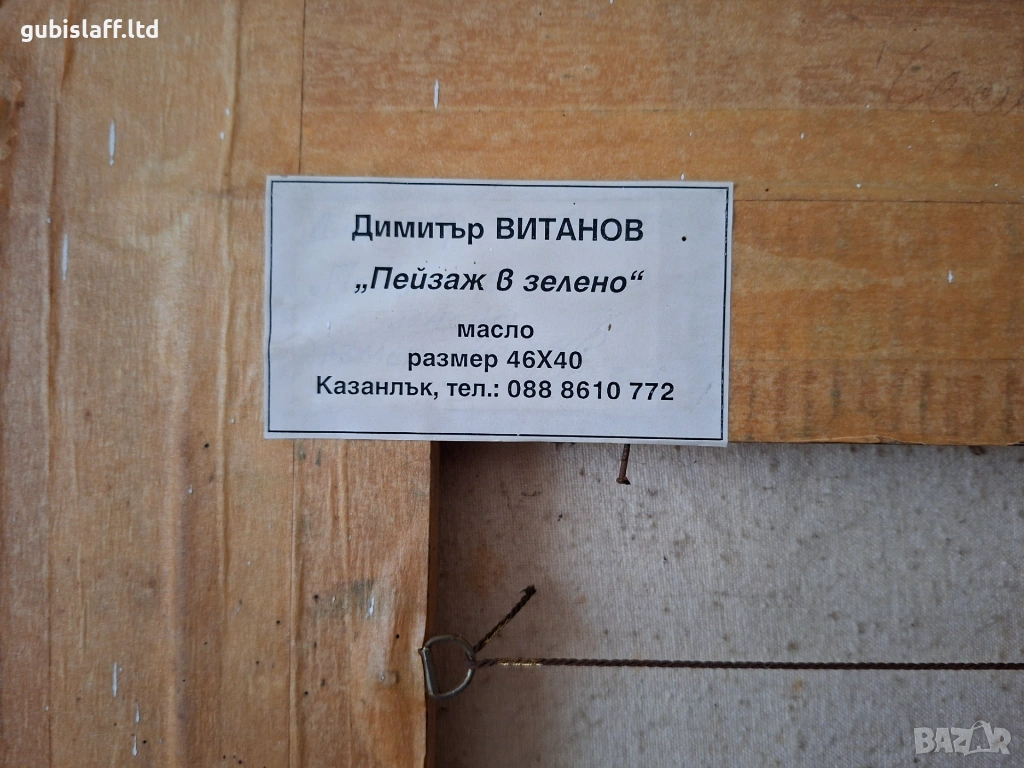 gubislaff.ltd
Димитър ВИТАНОВ
„Пейзаж в зелено“
масло
размер 46X40
Казанлък, тел.: 088 8610 772
BAZAR